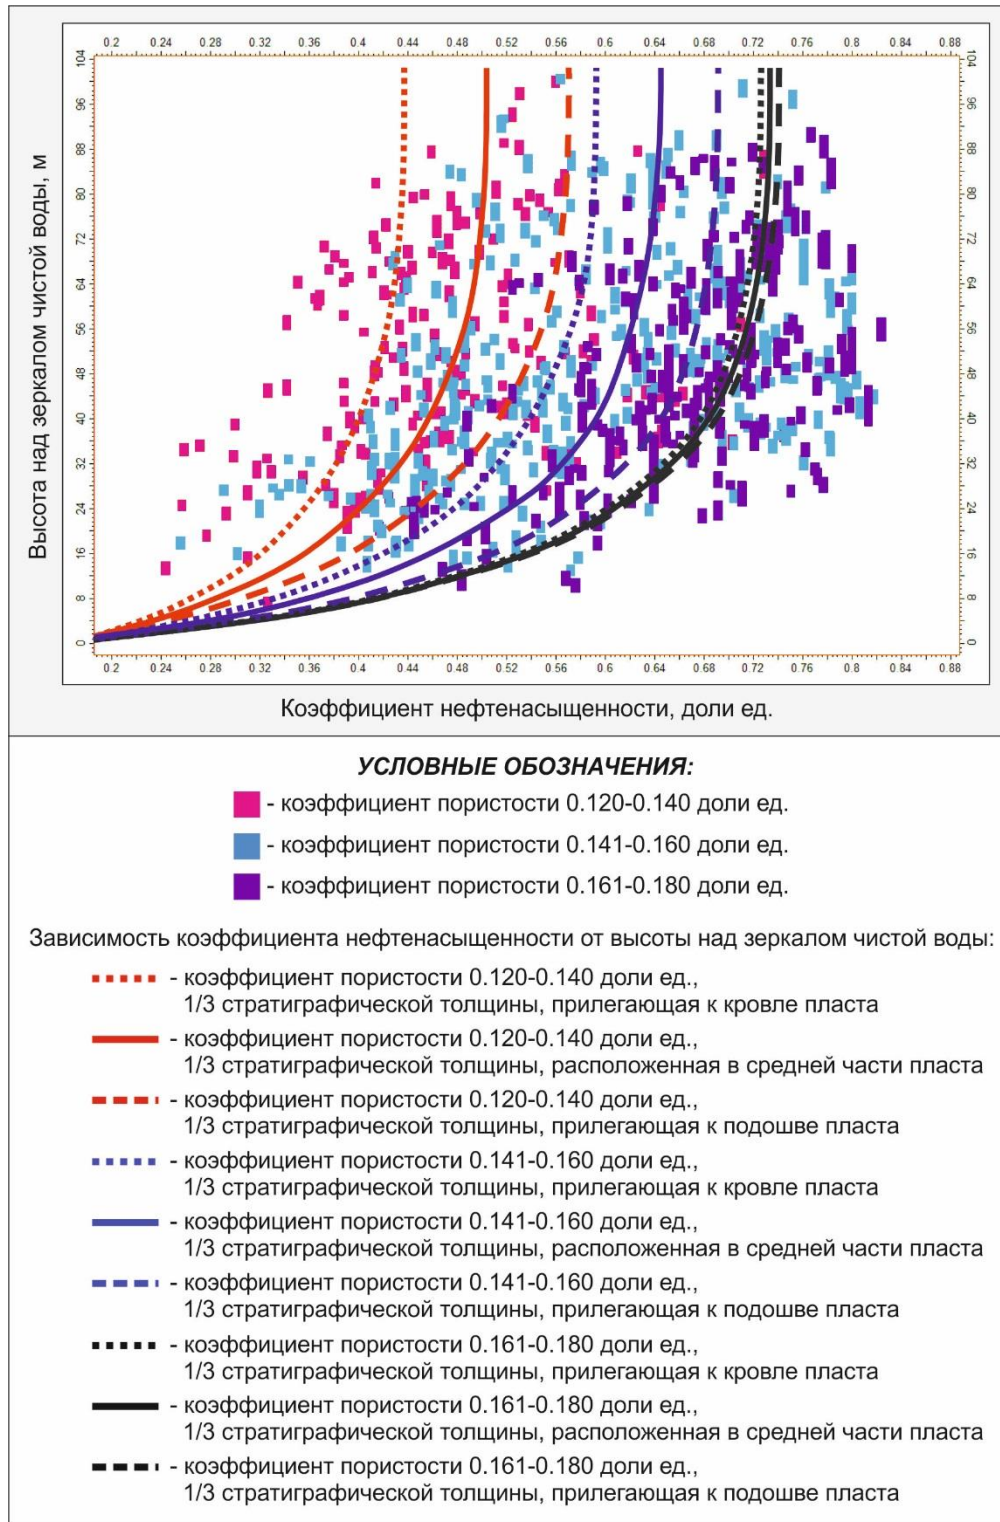 0.2 0.24 0.28 0.32 0.36 0.4 0.44 0.48 0.52 0.56 0.6 0.64 0.68 0.72 0.76 0.8 0.84 0.88
104 104
96 96
88 88
80 80
72 72
64 64
56 56
48 48
40 40
32 32
24 24
16 16
8 8
0 0
Высота над зеркалом чистой воды, м
0.2 0.24 0.28 0.32 0.36 0.4 0.44 0.48 0.52 0.56 0.6 0.64 0.68 0.72 0.76 0.8 0.84 0.88
Коэффициент нефтенасыщенности, доли ед.
УСЛОВНЫЕ ОБОЗНАЧЕНИЯ:
- коэффициент пористости 0.120-0.140 доли ед.
- коэффициент пористости 0.141-0.160 доли ед.
- коэффициент пористости 0.161-0.180 доли ед.
Зависимость коэффициента нефтенасыщенности от высоты над зеркалом чистой воды:
- коэффициент пористости 0.120-0.140 доли ед.,
1/3 стратиграфической толщины, прилегающая к кровле пласта
- коэффициент пористости 0.120-0.140 доли ед.,
1/3 стратиграфической толщины, расположенная в средней части пласта
- коэффициент пористости 0.120-0.140 доли ед.,
1/3 стратиграфической толщины, прилегающая к подошве пласта
- коэффициент пористости 0.141-0.160 доли ед.,
1/3 стратиграфической толщины, прилегающая к кровле пласта
- коэффициент пористости 0.141-0.160 доли ед.,
1/3 стратиграфической толщины, расположенная в средней части пласта
- коэффициент пористости 0.141-0.160 доли ед.,
1/3 стратиграфической толщины, прилегающая к подошве пласта
- коэффициент пористости 0.161-0.180 доли ед.,
1/3 стратиграфической толщины, прилегающая к кровле пласта
- коэффициент пористости 0.161-0.180 доли ед.,
1/3 стратиграфической толщины, расположенная в средней части пласта
- коэффициент пористости 0.161-0.180 доли ед.,
1/3 стратиграфической толщины, прилегающая к подошве пласта